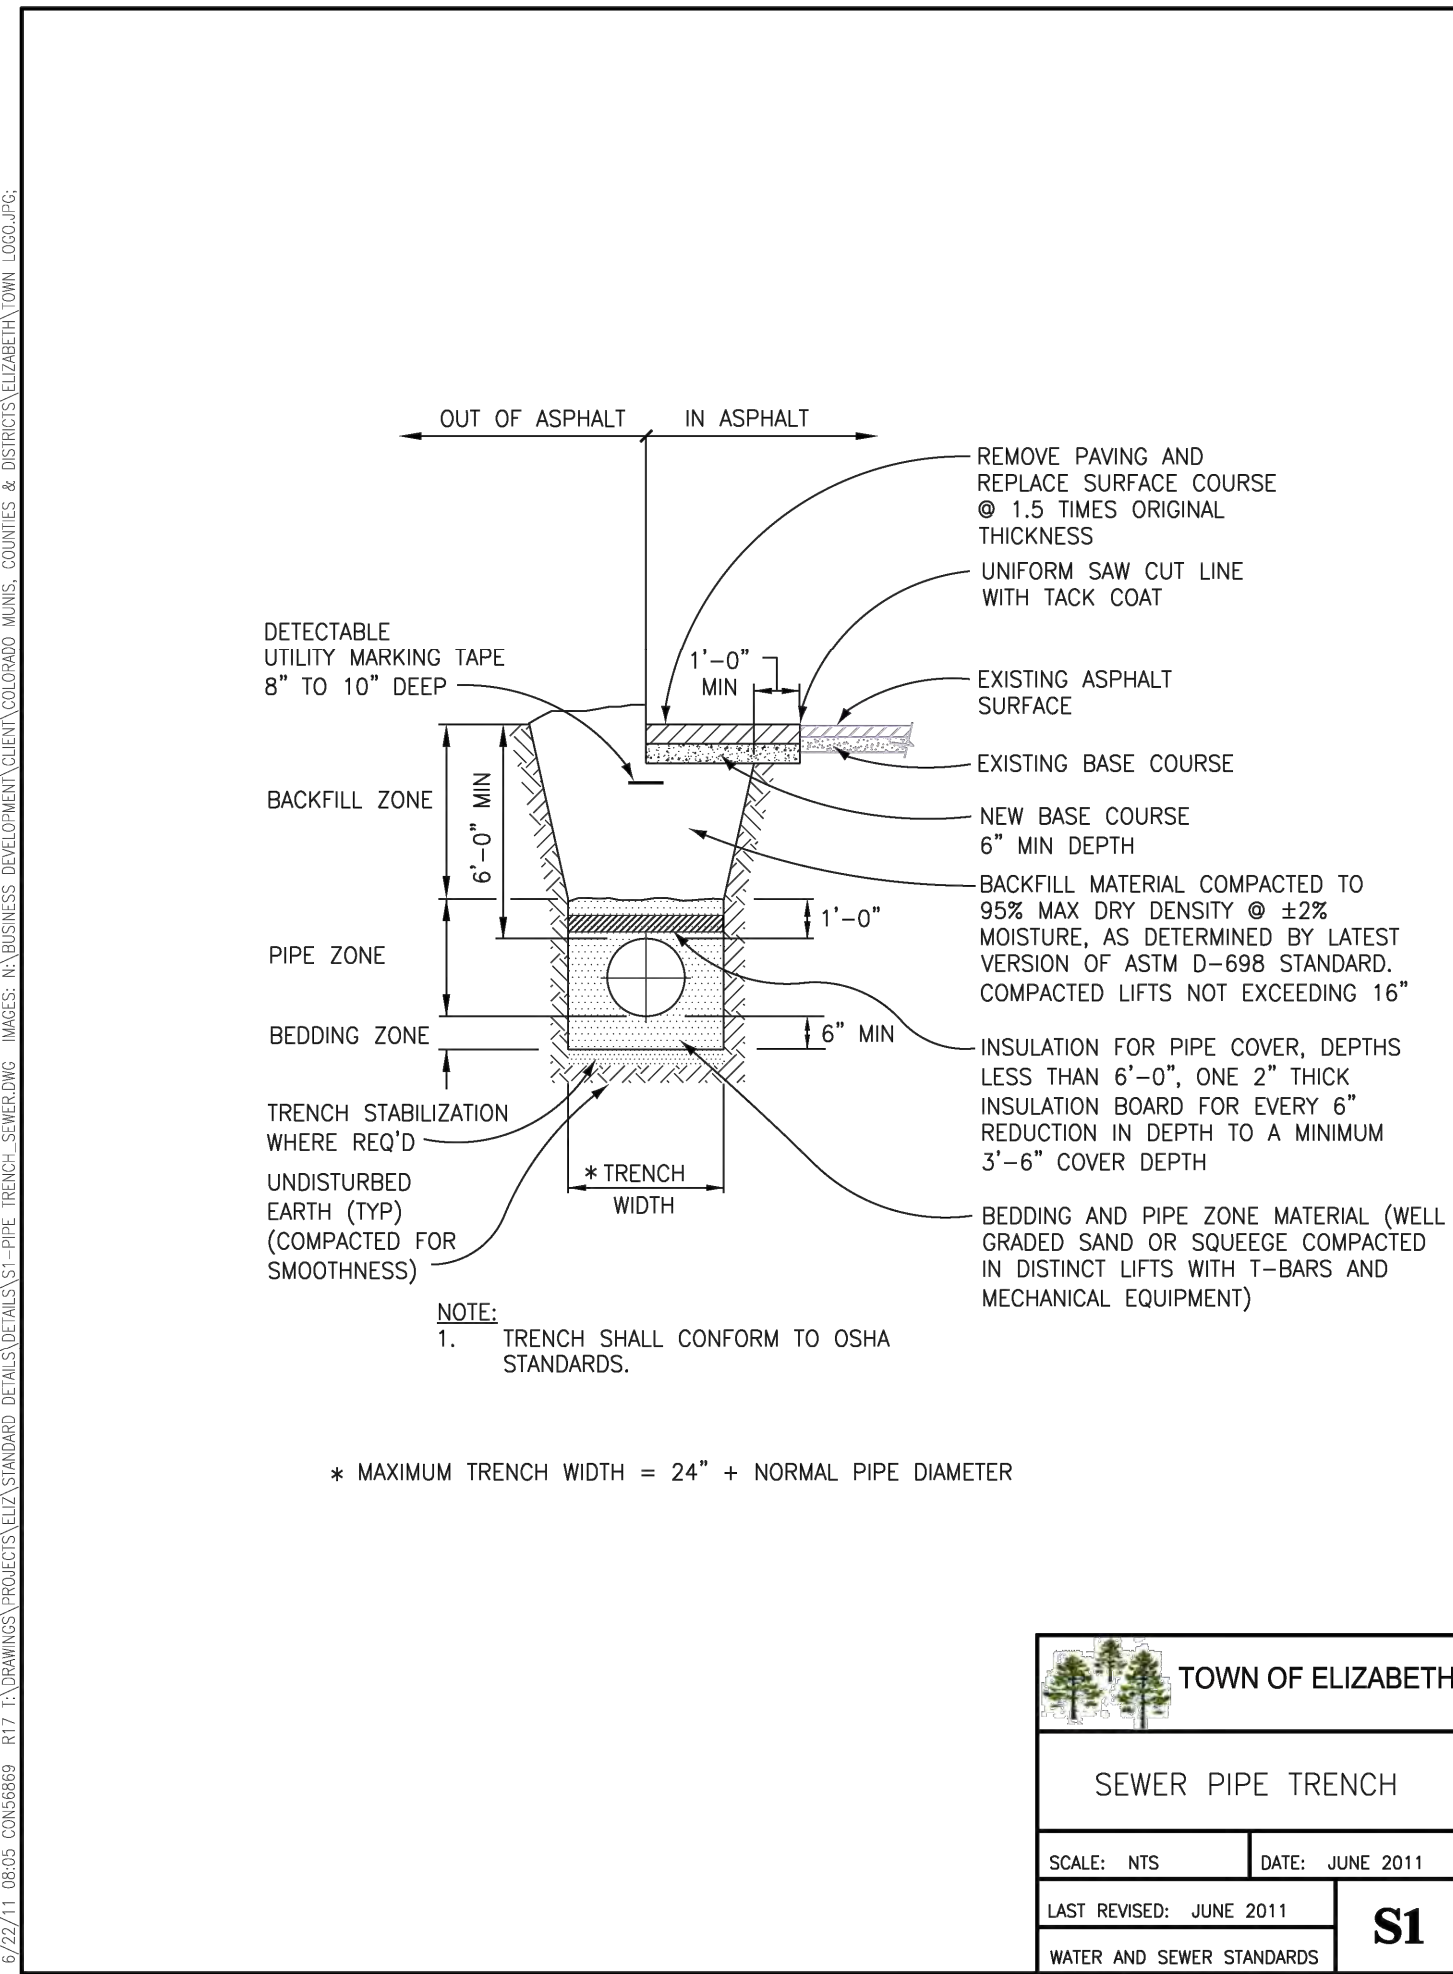 6/22/11 08:05 CON56869 R17 T:\DRAWINGS\PROJECTS\ELIZ\STANDARD DETAILS\DETAILS\S1-PIPE TRENCH_SEWER.DWG IMAGES: N:\BUSINESS DEVELOPMENT\CLIENT\COLORADO MUNIS, COUNTIES & DISTRICTS\ELIZABETH\TOWN LOGO.JPG;
OUT OF ASPHALT
IN ASPHALT
REMOVE PAVING AND
REPLACE SURFACE COURSE
@ 1.5 TIMES ORIGINAL
THICKNESS
UNIFORM SAW CUT LINE
WITH TACK COAT
DETECTABLE
UTILITY MARKING TAPE
8" TO 10" DEEP
1'-0"
MIN
EXISTING ASPHALT
SURFACE
EXISTING BASE COURSE
BACKFILL ZONE
6'-0" MIN
NEW BASE COURSE
6" MIN DEPTH
BACKFILL MATERIAL COMPACTED TO
95% MAX DRY DENSITY @ ±2%
MOISTURE, AS DETERMINED BY LATEST
VERSION OF ASTM D-698 STANDARD.
COMPACTED LIFTS NOT EXCEEDING 16"
1'-0"
PIPE ZONE
BEDDING ZONE
6" MIN
INSULATION FOR PIPE COVER, DEPTHS
LESS THAN 6'-0", ONE 2" THICK
INSULATION BOARD FOR EVERY 6"
REDUCTION IN DEPTH TO A MINIMUM
3'-6" COVER DEPTH
TRENCH STABILIZATION
WHERE REQ'D
UNDISTURBED
EARTH (TYP)
(COMPACTED FOR
SMOOTHNESS)
* TRENCH
WIDTH
BEDDING AND PIPE ZONE MATERIAL (WELL
GRADED SAND OR SQUEEGE COMPACTED
IN DISTINCT LIFTS WITH T-BARS AND
MECHANICAL EQUIPMENT)
NOTE:
1. TRENCH SHALL CONFORM TO OSHA
STANDARDS.
* MAXIMUM TRENCH WIDTH = 24" + NORMAL PIPE DIAMETER
TOWN OF ELIZABETH
SEWER PIPE TRENCH
SCALE: NTS
DATE: JUNE 2011
LAST REVISED: JUNE 2011
S1
WATER AND SEWER STANDARDS